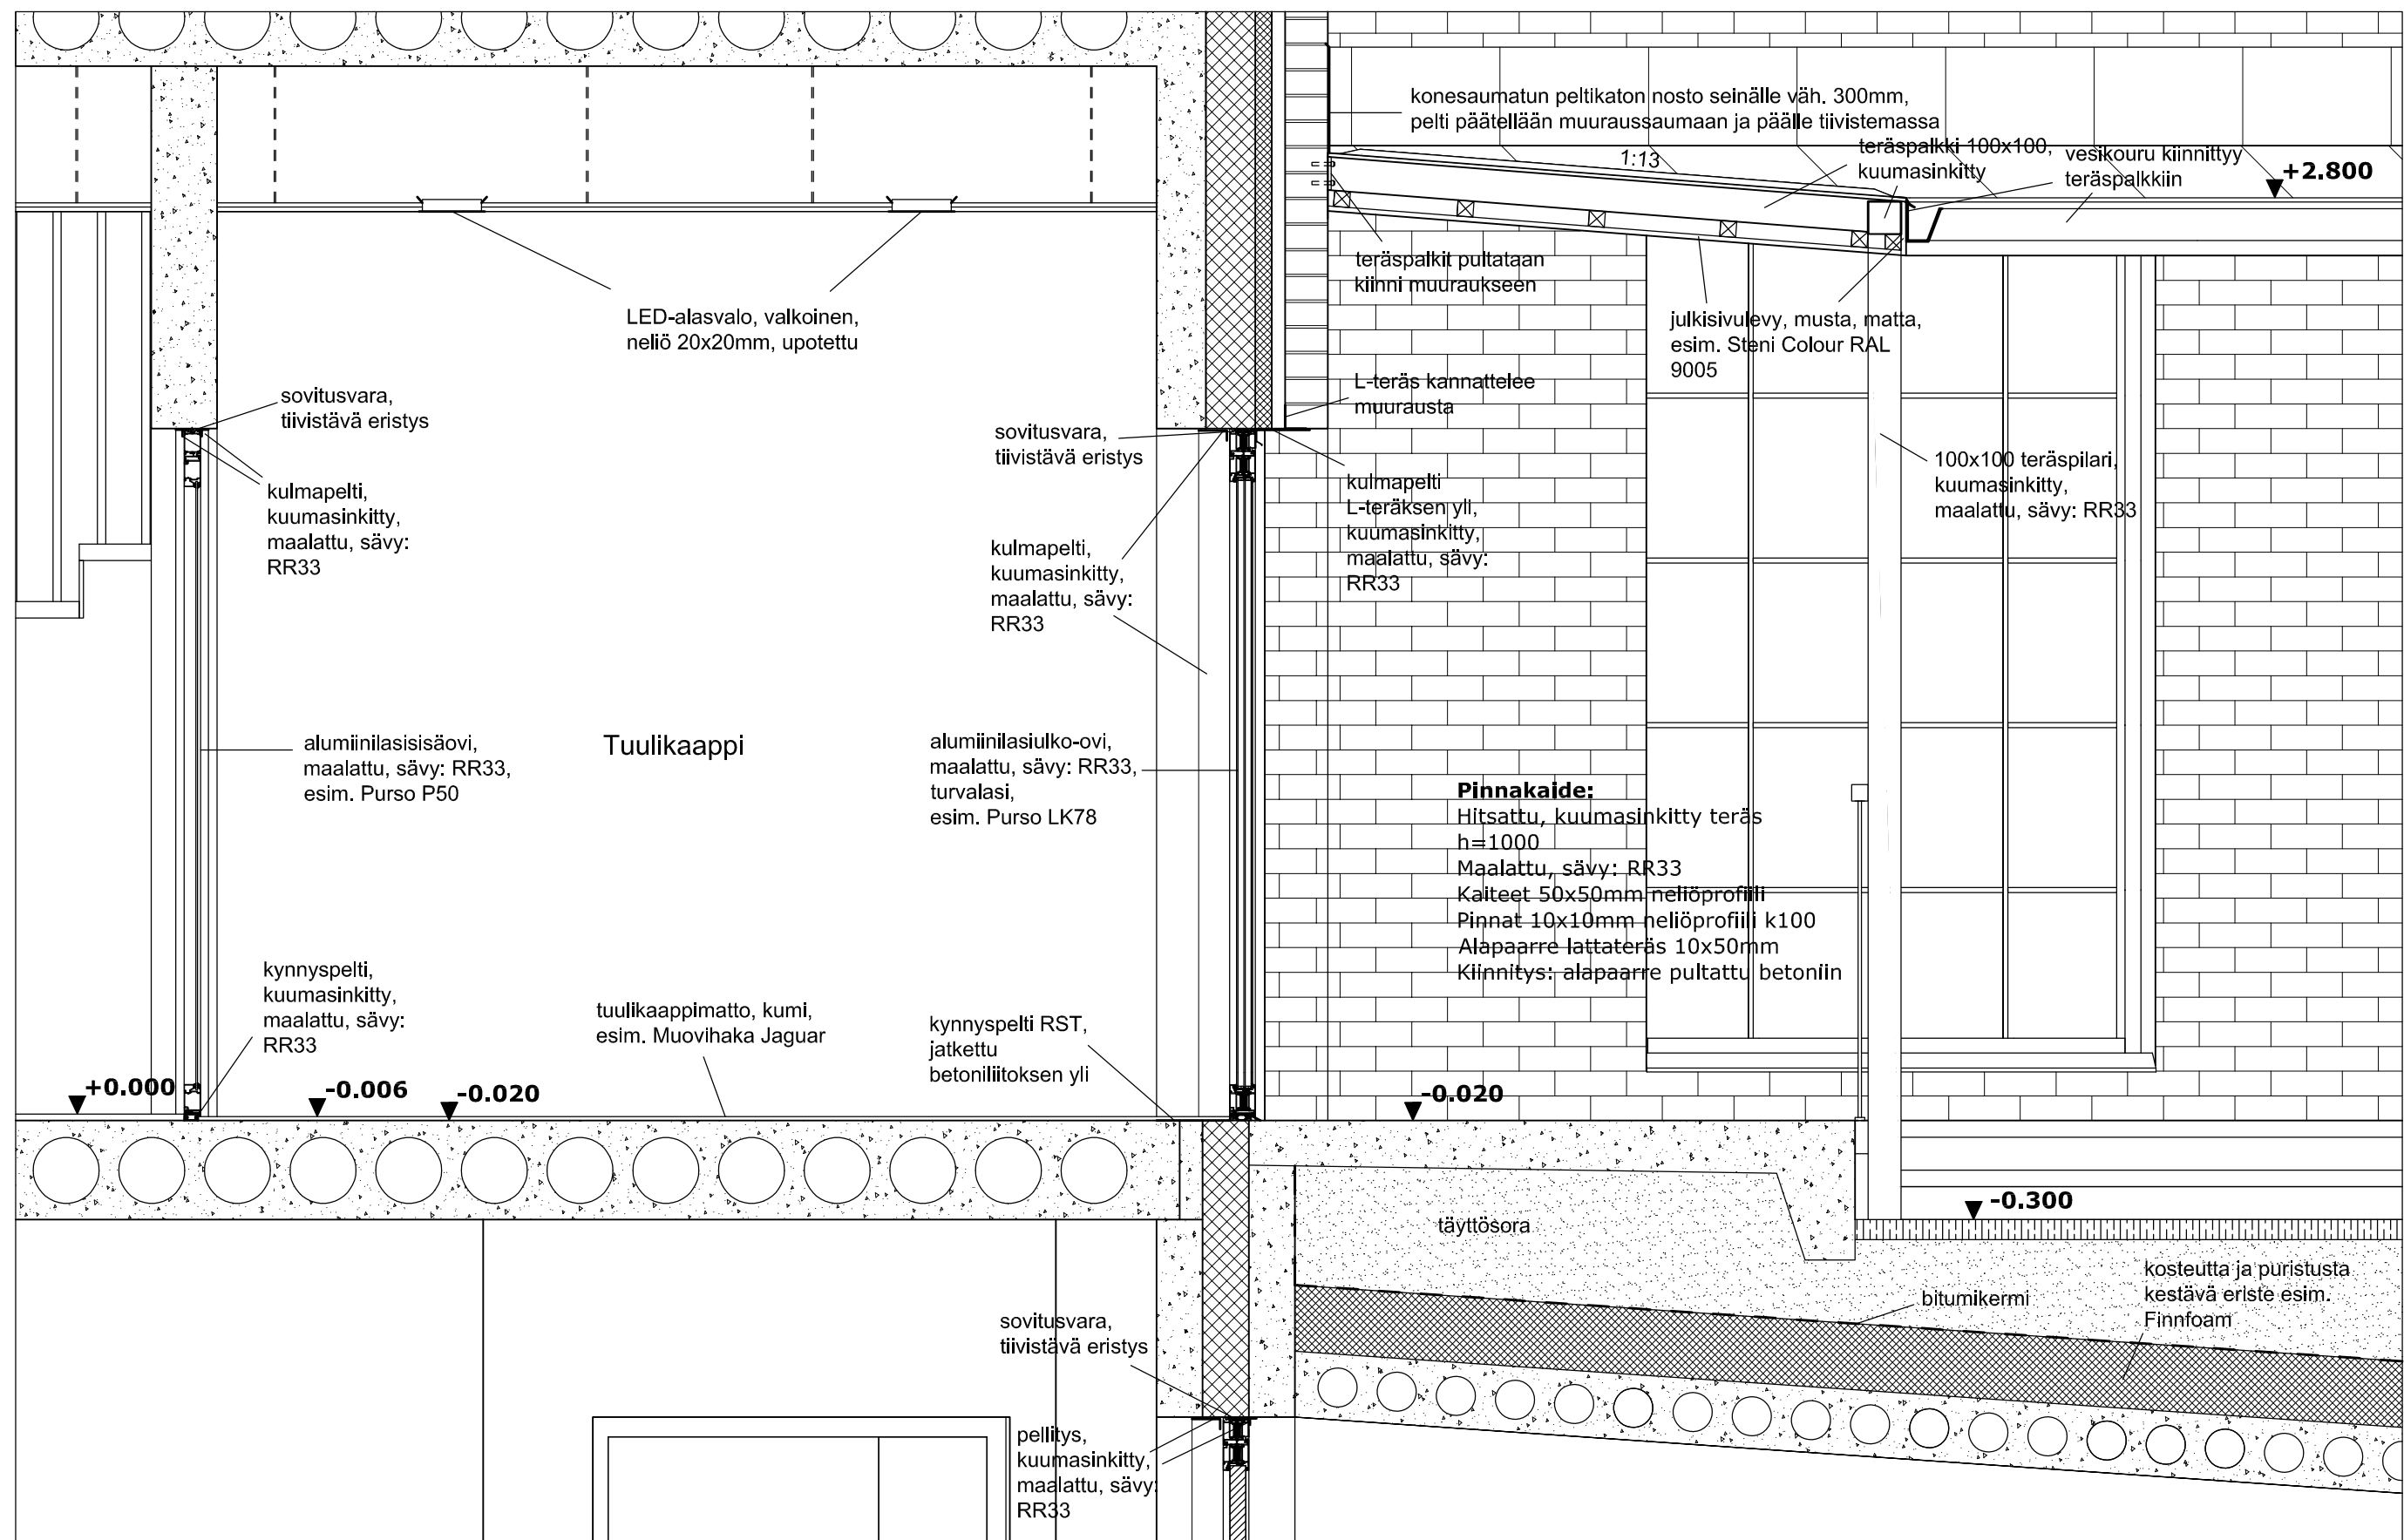 konesaumatun peltikaton nosto seinälle väh. 300mm,
pelti päätellään muuraussaumaan ja päälle tiivistemassa
1:13
teräspalkki 100x100,
kuumasinkitty
vesikouru kiinnittyy
teräspalkkiin
+2.800
teräspalkit pultataan
kiinni muuraukseen
LED-alasvalo, valkoinen,
neliö 20x20mm, upotettu
julkisivulevy, musta, matta,
esim. Steni Colour RAL
9005
sovitusvara,
tiivistävä eristys
L-teräs kannattelee
muurausta
sovitusvara,
tiivistävä eristys
kulmapelti,
kuumasinkitty,
maalattu, sävy:
RR33
kulmapelti
L-teräksen yli,
kuumasinkitty,
maalattu, sävy:
RR33
100x100 teräspilari,
kuumasinkitty,
maalattu, sävy: RR33
kulmapelti,
kuumasinkitty,
maalattu, sävy:
RR33
alumiinilasisisäovi,
maalattu, sävy: RR33,
esim. Purso P50
Tuulikaappi
alumiinilasiulko-ovi,
maalattu, sävy: RR33,
turvalasi,
esim. Purso LK78
Pinnakaide:
Hitsattu, kuumasinkitty teräs
h=1000
Maalattu, sävy: RR33
Kaiteet 50x50mm neliöprofiili
Pinnat 10x10mm neliöprofiili k100
Alapaarre lattateräs 10x50mm
Kiinnitys: alapaarre pultattu betoniin
kynnyspelti,
kuumasinkitty,
maalattu, sävy:
RR33
tuulikaappimatto, kumi,
esim. Muovihaka Jaguar
kynnyspelti RST,
jatkettu
betoniliitoksen yli
+0.000
-0.006
-0.020
-0.020
-0.300
täyttösora
kosteutta ja puristusta
kestävä eriste esim.
Finnfoam
bitumikermi
sovitusvara,
tiivistävä eristys
pellitys,
kuumasinkitty,
maalattu, sävy:
RR33